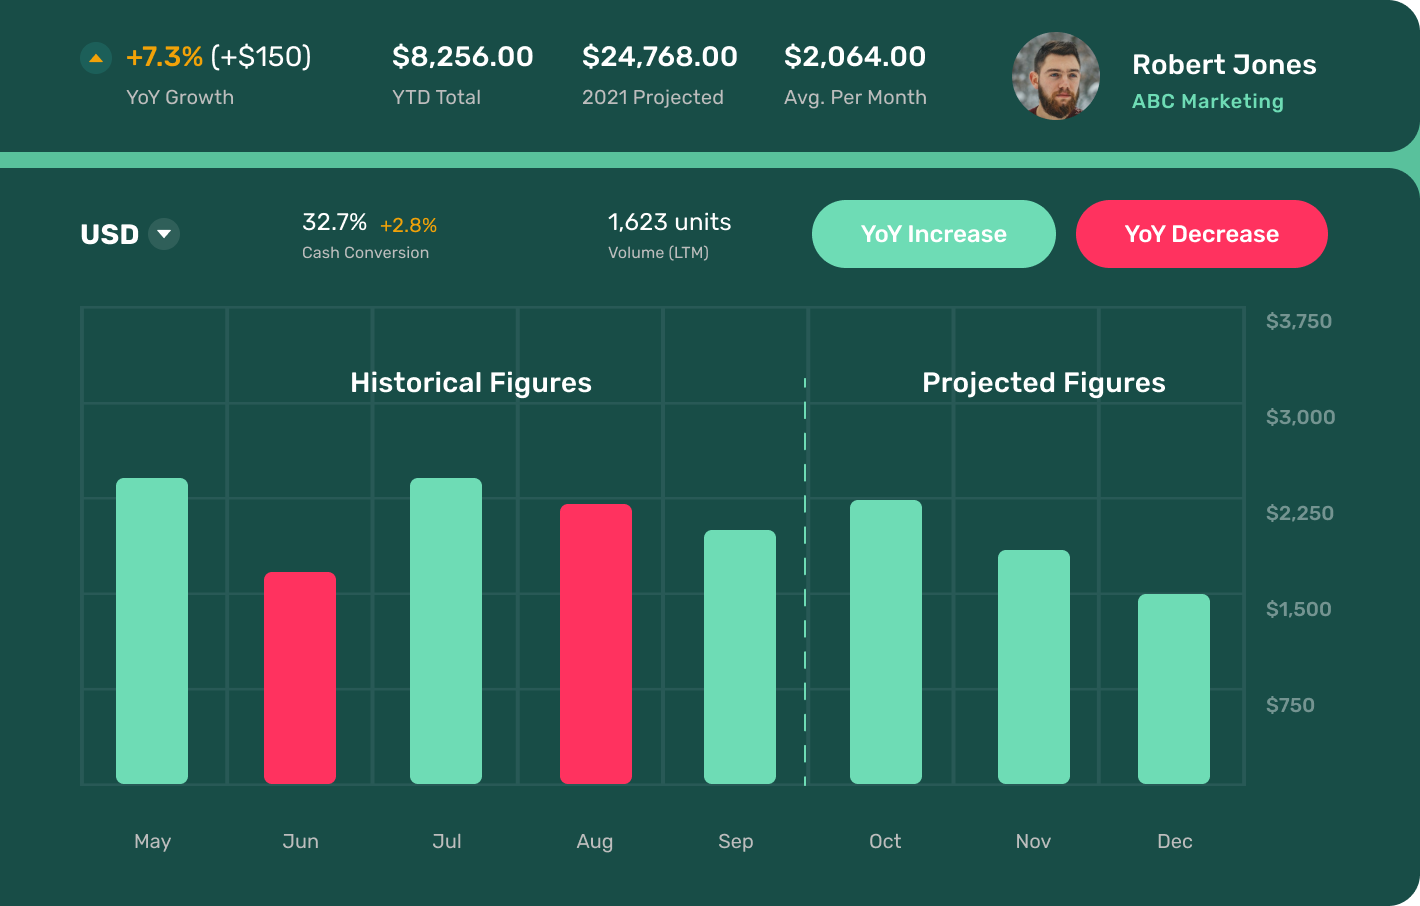 +7.3% (+$150)
YoY Growth
$8,256.00
YTD Total
$24,768.00
2021 Projected
$2,064.00
Avg. Per Month
Robert Jones
ABC Marketing
USD
32.7% +2.8%
Cash Conversion
1,623 units
Volume (LTM)
YoY Increase
YoY Decrease
Historical Figures
Projected Figures
$3,750
$3,000
$2,250
$1,500
$750
May Jun Jul Aug Sep Oct Nov Dec